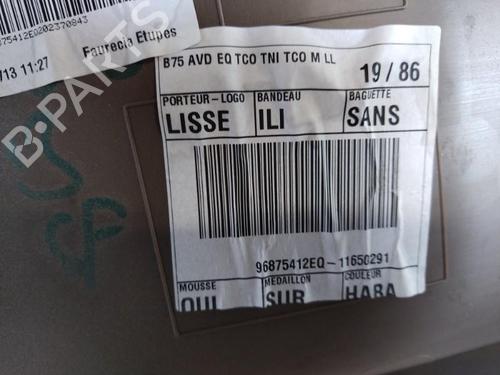 B75412EQ202370843
/13 11:27
Faurecia Etupes
B75 AVD EQ TCO TNI TCO M LL
19 / 86
PORTEUR-LOGO BANDEAU BAGUETTE
LISSE ILI SANS
96875412EQ-11650291
MOUSSE MEDAILLON COULEUR
OUI SUR HABA
B-PARTS